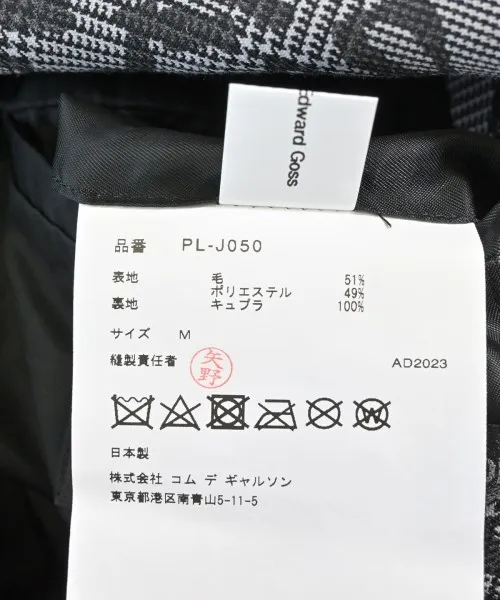 Edward Goss
品番 PL-J050
表地 毛 51%
ポリエステル 49%
裏地 キュプラ 100%
サイズ M
縫製責任者 矢野 AD2023
日本製
株式会社 コム デ ギャルソン
東京都港区南青山5-11-5